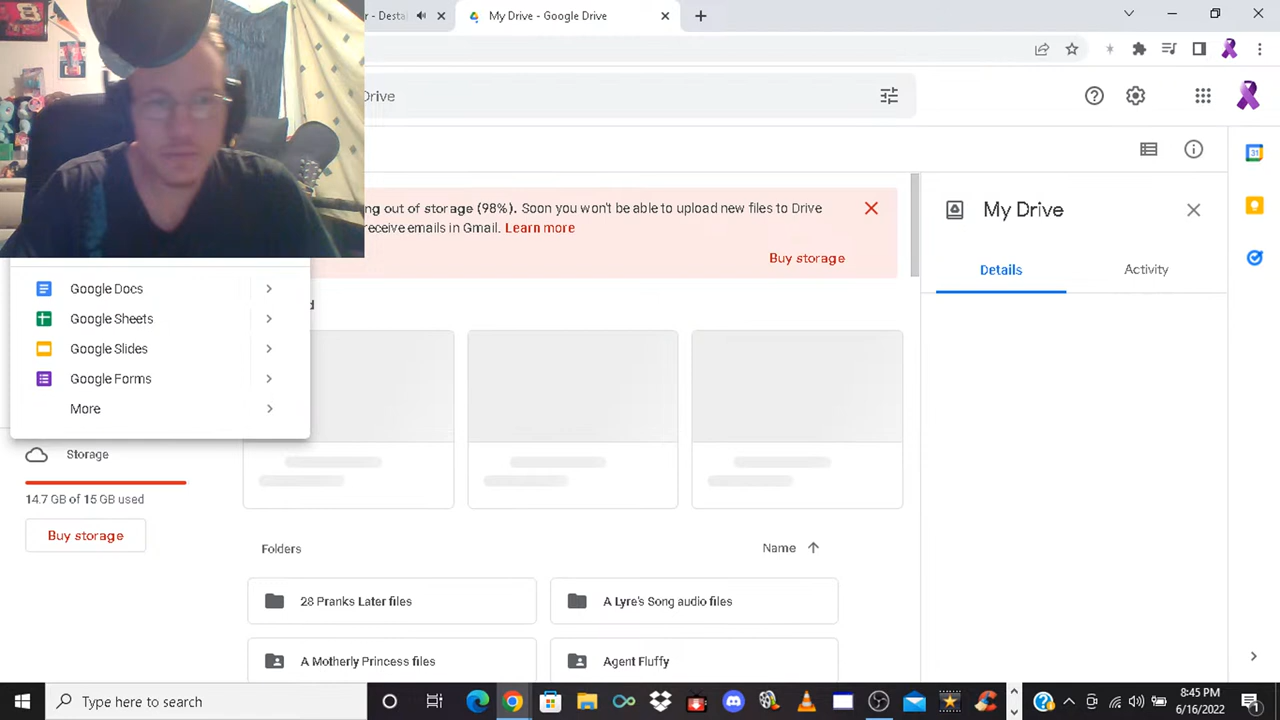 r - Destai
My Drive - Google Drive
Drive
ng out of storage (98%). Soon you won't be able to upload new files to Drive
receive emails in Gmail. Learn more
Buy storage
My Drive
Details
Activity
Google Docs
Google Sheets
Google Slides
Google Forms
More
d
Storage
14.7 GB of 15 GB used
Buy storage
Folders
Name
28 Pranks Later files
A Lyre's Song audio files
A Motherly Princess files
Agent Fluffy
31
Type here to search
8:45 PM
6/16/2022
1